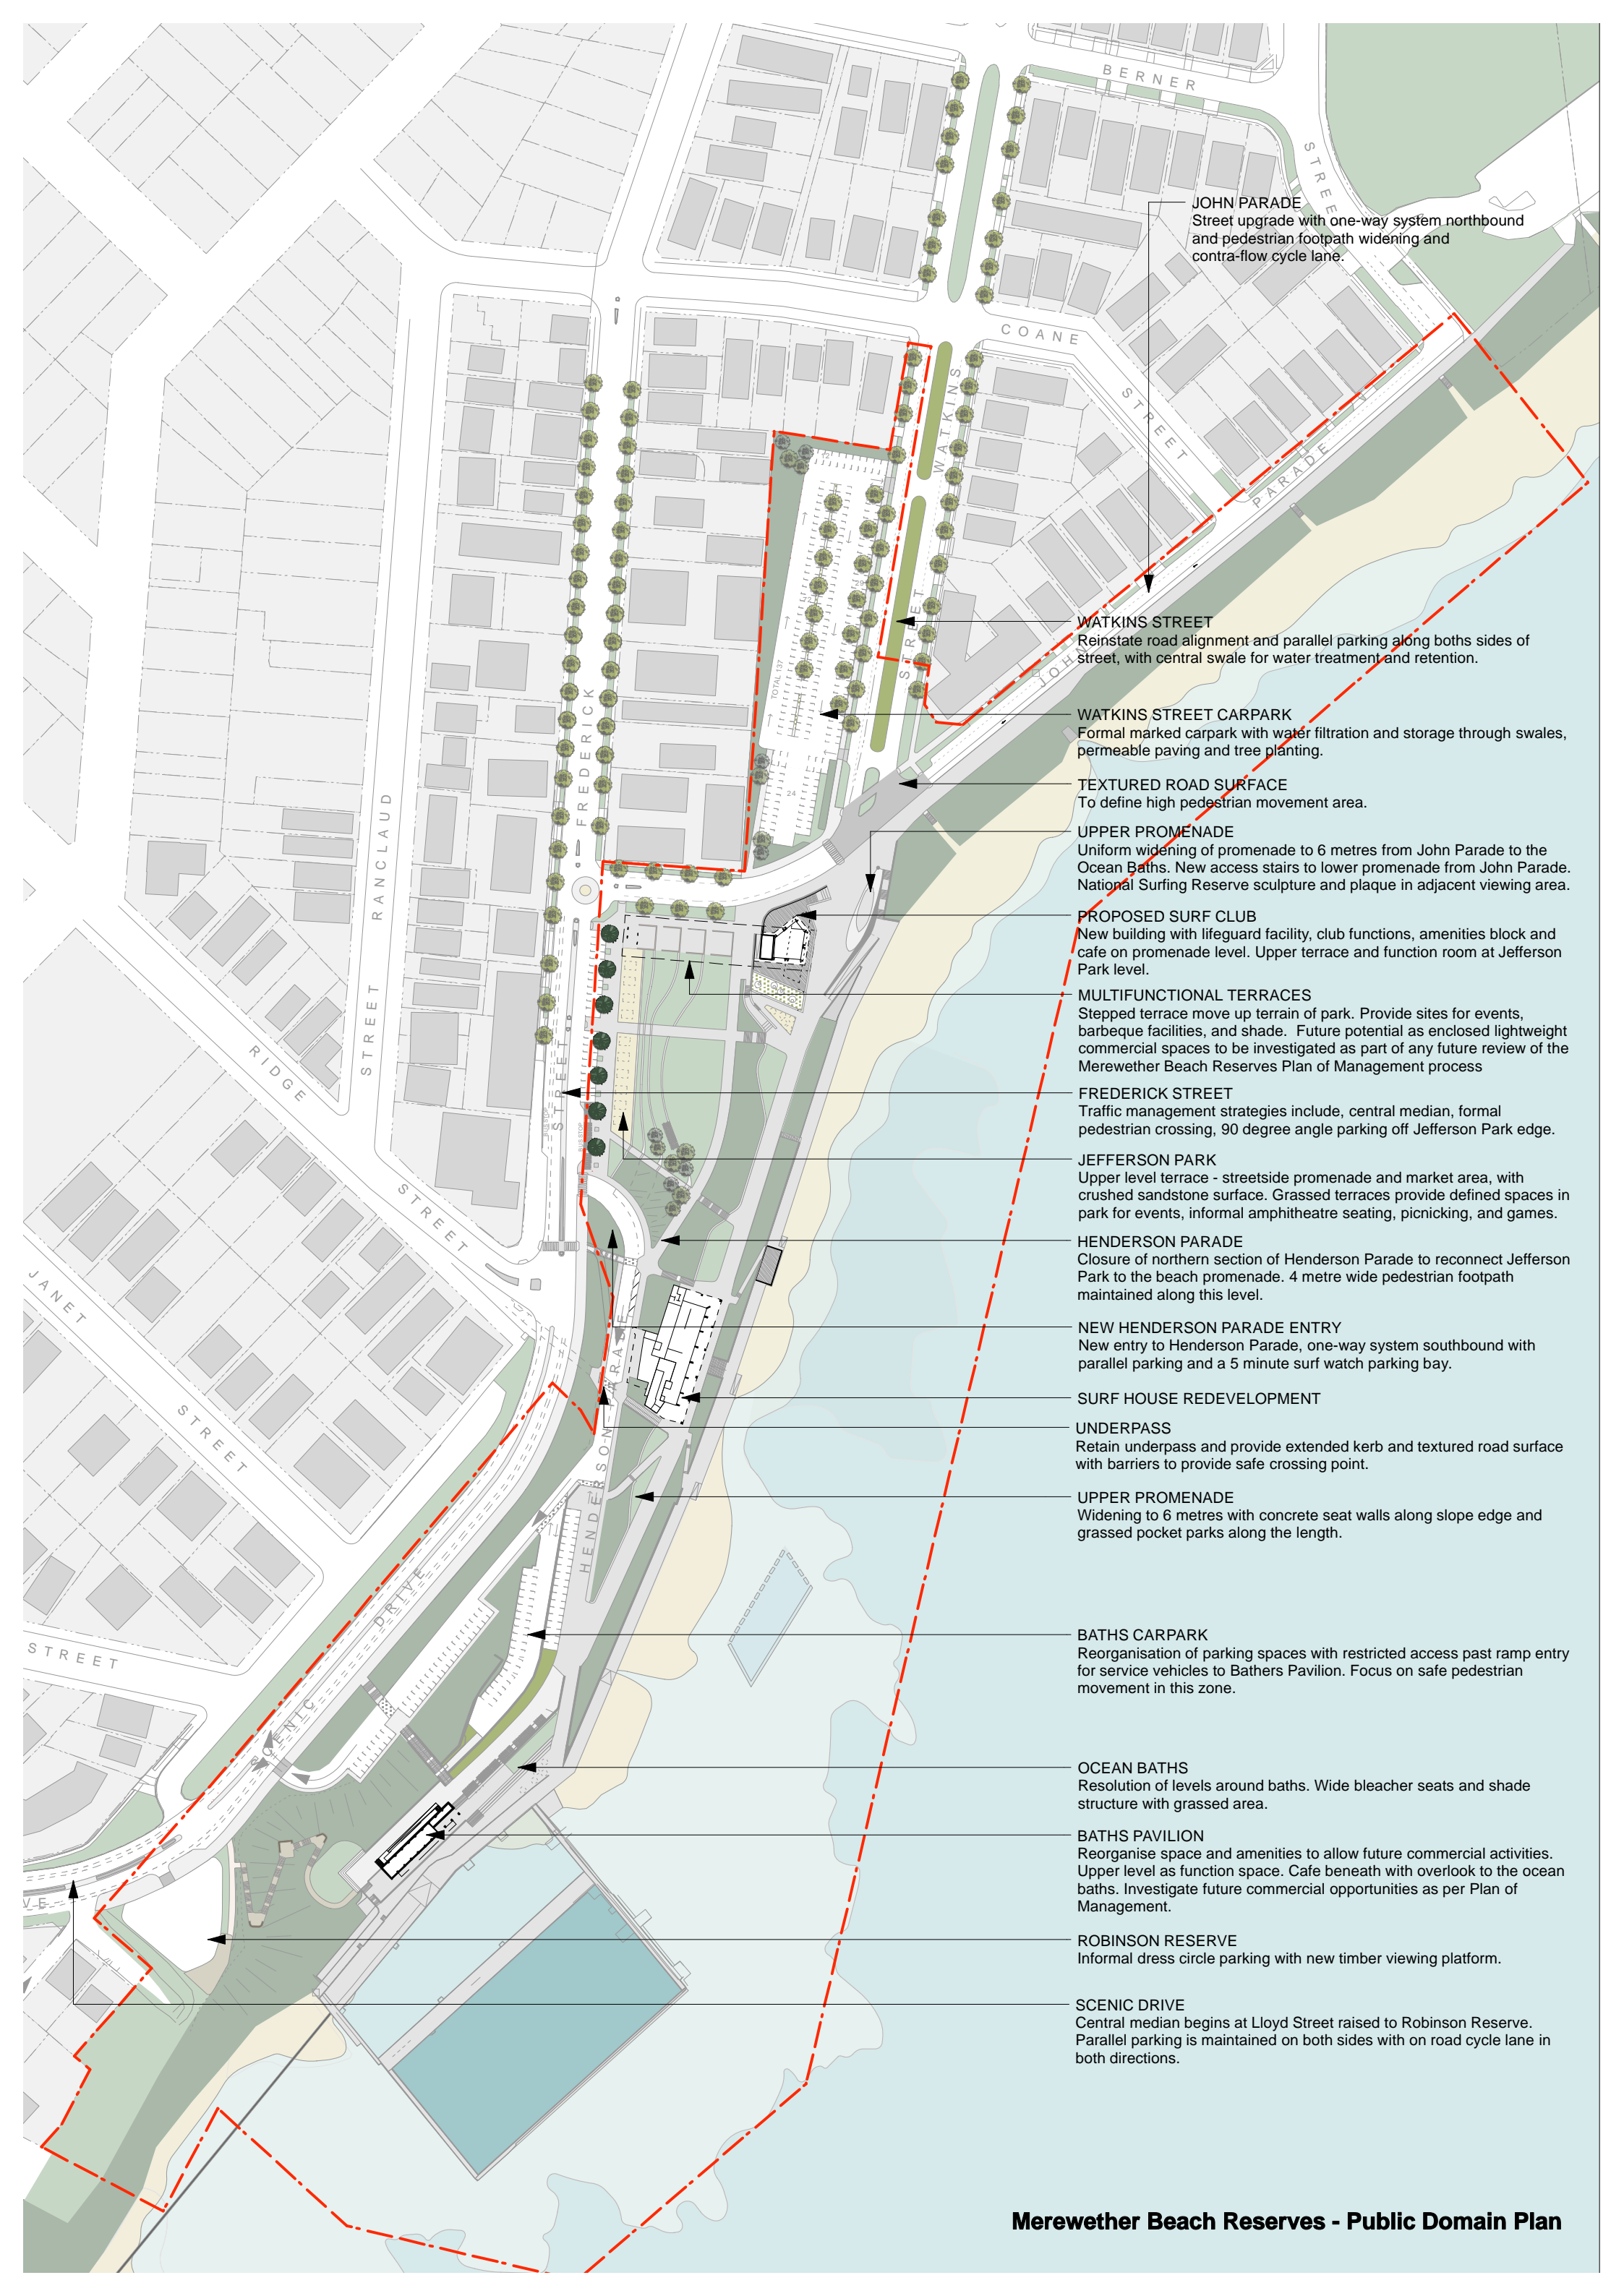 BERNER
STREET
JOHN PARADE
Street upgrade with one-way system northbound
and pedestrian footpath widening and
contra-flow cycle lane.
COANE
STREET
WATKINS
STREET
JOHN
PARADE
12
29
32
TOTAL 137
24
WATKINS STREET
Reinstate road alignment and parallel parking along boths sides of
street, with central swale for water treatment and retention.
WATKINS STREET CARPARK
Formal marked carpark with water filtration and storage through swales,
permeable paving and tree planting.
TEXTURED ROAD SURFACE
To define high pedestrian movement area.
UPPER PROMENADE
Uniform widening of promenade to 6 metres from John Parade to the
Ocean Baths. New access stairs to lower promenade from John Parade.
National Surfing Reserve sculpture and plaque in adjacent viewing area.
PROPOSED SURF CLUB
New building with lifeguard facility, club functions, amenities block and
cafe on promenade level. Upper terrace and function room at Jefferson
Park level.
MULTIFUNCTIONAL TERRACES
Stepped terrace move up terrain of park. Provide sites for events,
barbeque facilities, and shade.  Future potential as enclosed lightweight
commercial spaces to be investigated as part of any future review of the
Merewether Beach Reserves Plan of Management process
FREDERICK STREET
Traffic management strategies include, central median, formal
pedestrian crossing, 90 degree angle parking off Jefferson Park edge.
JEFFERSON PARK
Upper level terrace - streetside promenade and market area, with
crushed sandstone surface. Grassed terraces provide defined spaces in
park for events, informal amphitheatre seating, picnicking, and games.
HENDERSON PARADE
Closure of northern section of Henderson Parade to reconnect Jefferson
Park to the beach promenade. 4 metre wide pedestrian footpath
maintained along this level.
NEW HENDERSON PARADE ENTRY
New entry to Henderson Parade, one-way system southbound with
parallel parking and a 5 minute surf watch parking bay.
SURF HOUSE REDEVELOPMENT
UNDERPASS
Retain underpass and provide extended kerb and textured road surface
with barriers to provide safe crossing point.
UPPER PROMENADE
Widening to 6 metres with concrete seat walls along slope edge and
grassed pocket parks along the length.
BATHS CARPARK
Reorganisation of parking spaces with restricted access past ramp entry
for service vehicles to Bathers Pavilion. Focus on safe pedestrian
movement in this zone.
OCEAN BATHS
Resolution of levels around baths. Wide bleacher seats and shade
structure with grassed area.
BATHS PAVILION
Reorganise space and amenities to allow future commercial activities.
Upper level as function space. Cafe beneath with overlook to the ocean
baths. Investigate future commercial opportunities as per Plan of
Management.
ROBINSON RESERVE
Informal dress circle parking with new timber viewing platform.
SCENIC DRIVE
Central median begins at Lloyd Street raised to Robinson Reserve.
Parallel parking is maintained on both sides with on road cycle lane in
both directions.
FREDERICK
STREET
BUS STOP
BUS STOP
RANCLAUD
STREET
RIDGE
STREET
JANET
STREET
HENDERSON PARADE
SCENIC DRIVE
STREET
VE
Merewether Beach Reserves - Public Domain Plan